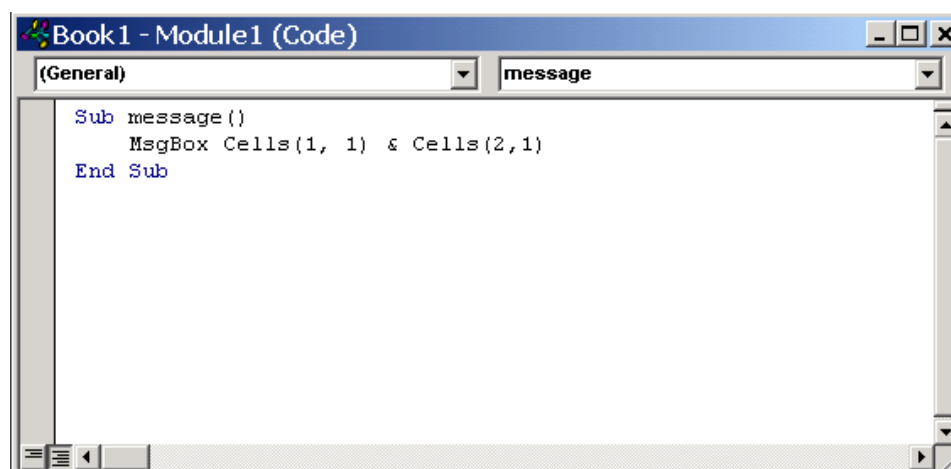 Book1 - Module1 (Code)
(General) message
Sub message()
    MsgBox Cells(1, 1) & Cells(2,1)
End Sub